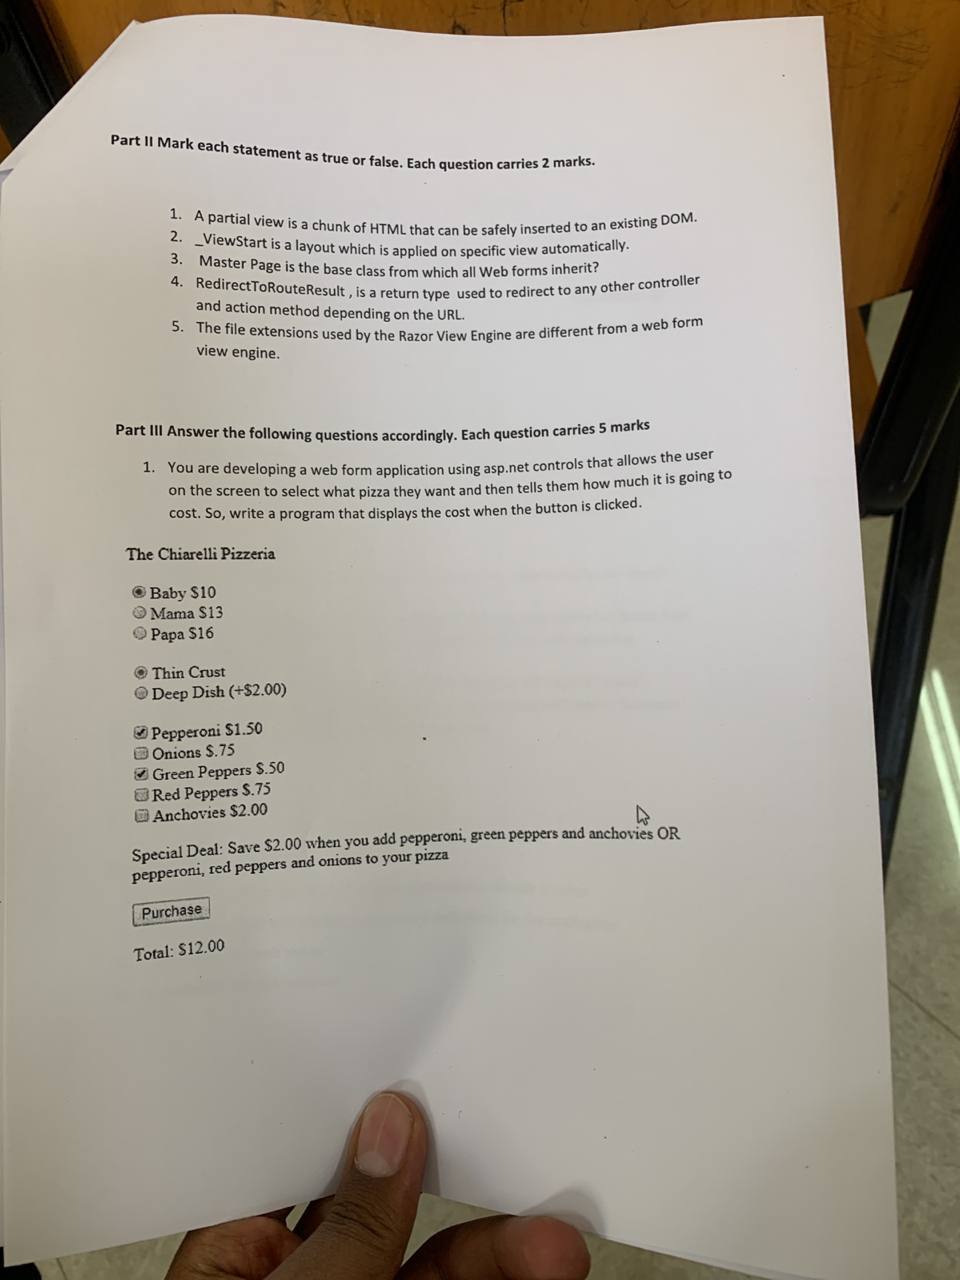 Part II Mark each statement as true or false. Each question carries 2 marks.
1. A partial view is a chunk of HTML that can be safely inserted to an existing DOM.
2. _ViewStart is a layout which is applied on specific view automatically.
3. Master Page is the base class from which all Web forms inherit?
4. RedirectToRouteResult , is a return type used to redirect to any other controller
and action method depending on the URL.
5. The file extensions used by the Razor View Engine are different from a web form
view engine.
Part III Answer the following questions accordingly. Each question carries 5 marks
1. You are developing a web form application using asp.net controls that allows the user
on the screen to select what pizza they want and then tells them how much it is going to
cost. So, write a program that displays the cost when the button is clicked.
The Chiarelli Pizzeria
Baby $10
Mama $13
Papa $16
Thin Crust
Deep Dish (+$2.00)
Pepperoni $1.50
Onions $.75
Green Peppers $.50
Red Peppers $.75
Anchovies $2.00
Special Deal: Save $2.00 when you add pepperoni, green peppers and anchovies OR
pepperoni, red peppers and onions to your pizza
Purchase
Total: $12.00